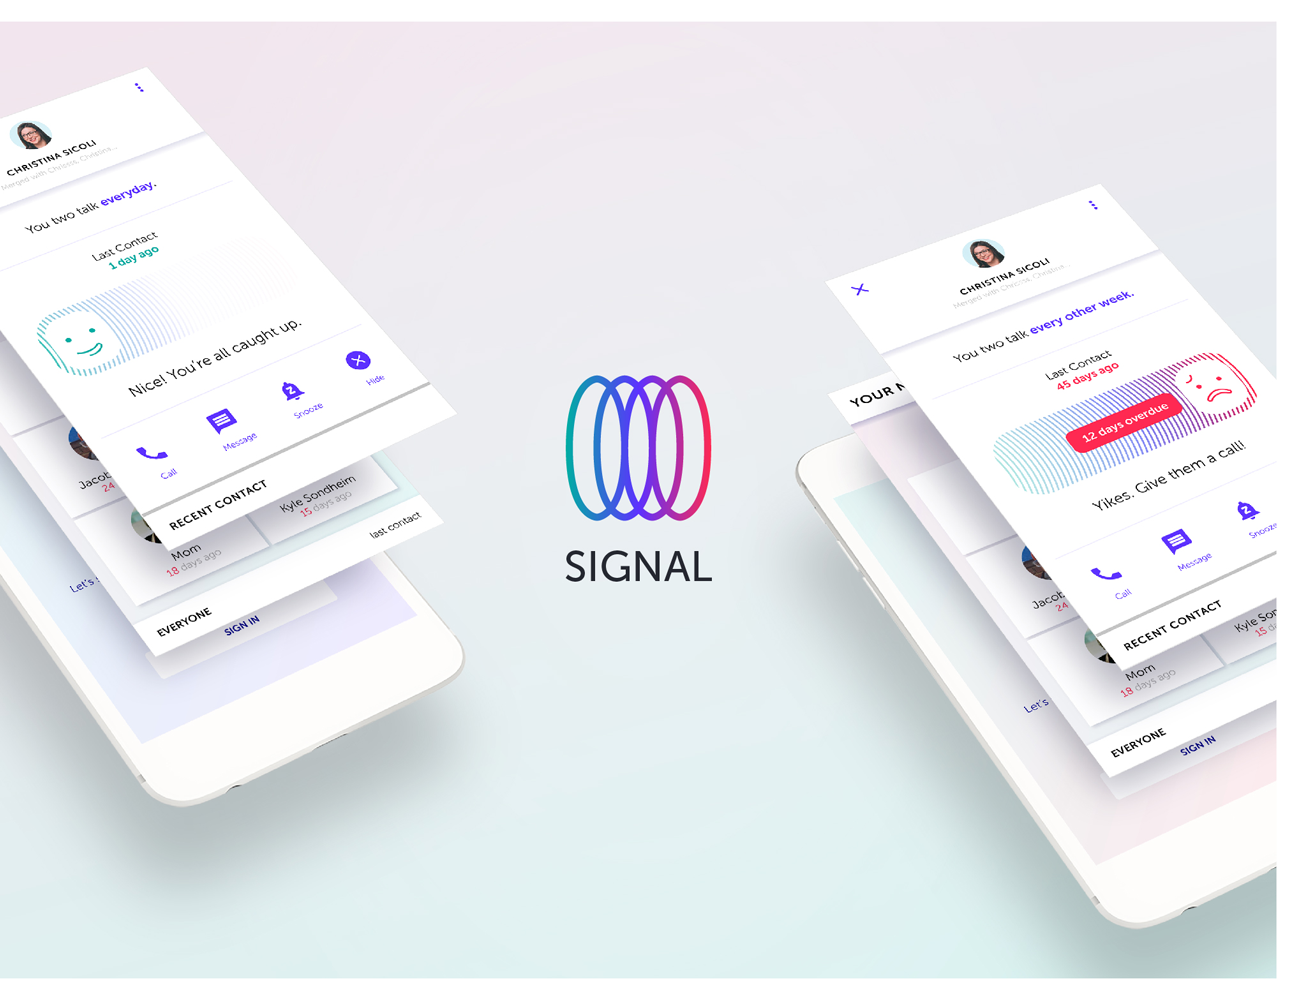 CHRISTINA SICOLI
Merged with Chrissis, Christine...
You two talk everyday.
Last Contact
1 day ago
Nice! You're all caught up.
Call
Message
Snooze
Hide
RECENT CONTACT
Jacob
24
Mom
18 days ago
Kyle Sondheim
15 days ago
last contact
Let's
EVERYONE
SIGN IN
SIGNAL
CHRISTINA SICOLI
Merged with
You two talk every other week.
Last Contact
45 days ago
12 days overdue
Yikes. Give them a call!
Call
Message
Snooze
YOUR
RECENT CONTACT
Jacob
24
Mom
18 days ago
Kyle Son
15 da
Let's
EVERYONE
SIGN IN